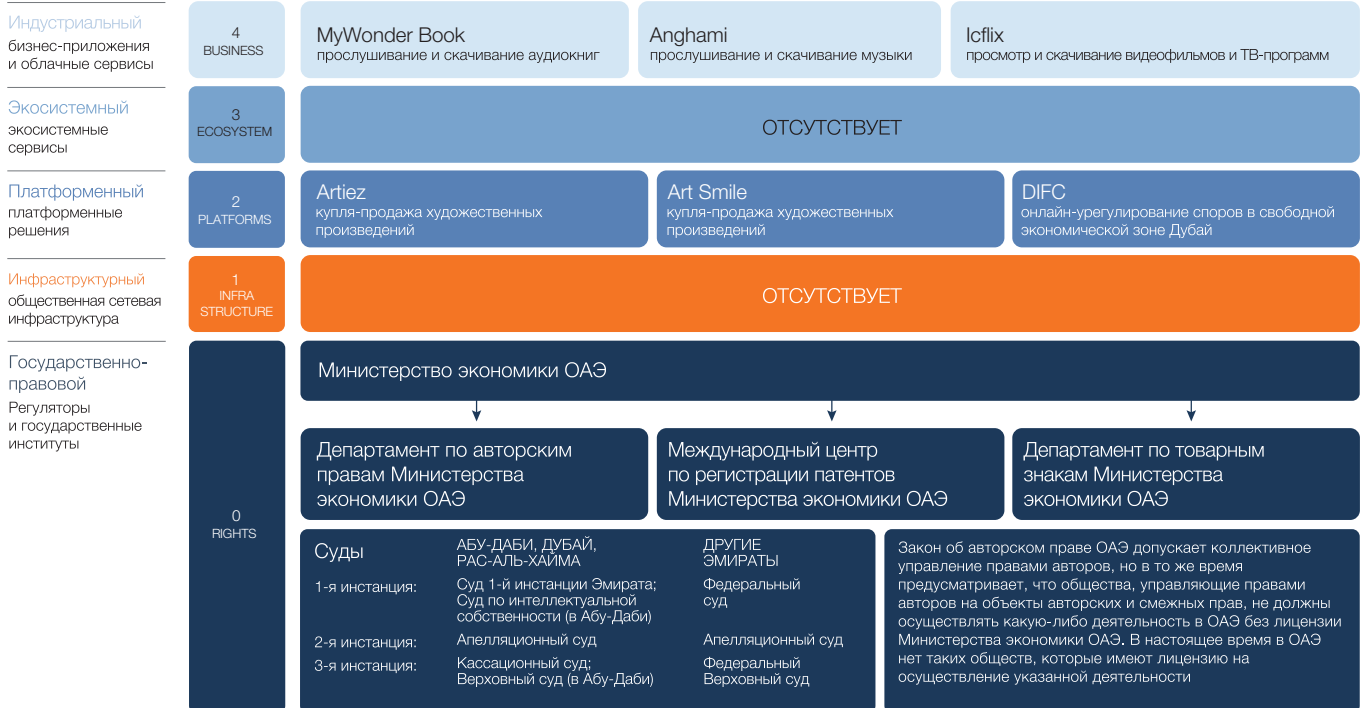 Индустриальный
бизнес-приложения
и облачные сервисы
4
BUSINESS
MyWonder Book
прослушивание и скачивание аудиокниг
Anghami
прослушивание и скачивание музыки
Icflix
просмотр и скачивание видеофильмов и ТВ-программ
Экосистемный
экосистемные
сервисы
3
ECOSYSTEM
ОТСУТСТВУЕТ
Платформенный
платформенные
решения
2
PLATFORMS
Artiez
купля-продажа художественных
произведений
Art Smile
купля-продажа художественных
произведений
DIFC
онлайн-урегулирование споров в свободной
экономической зоне Дубай
Инфраструктурный
общественная сетевая
инфраструктура
1
INFRA
STRUCTURE
ОТСУТСТВУЕТ
Государственно-
правовой
Регуляторы
и государственные
институты
0
RIGHTS
Министерство экономики ОАЭ
Департамент по авторским
правам Министерства
экономики ОАЭ
Международный центр
по регистрации патентов
Министерства экономики ОАЭ
Департамент по товарным
знакам Министерства
экономики ОАЭ
Суды
АБУ-ДАБИ, ДУБАЙ,
РАС-АЛЬ-ХАЙМА
ДРУГИЕ
ЭМИРАТЫ
1-я инстанция:
Суд 1-й инстанции Эмирата;
Суд по интеллектуальной
собственности (в Абу-Даби)
Федеральный
суд
2-я инстанция:
Апелляционный суд
Апелляционный суд
3-я инстанция:
Кассационный суд;
Верховный суд (в Абу-Даби)
Федеральный
Верховный суд
Закон об авторском праве ОАЭ допускает коллективное
управление правами авторов, но в то же время
предусматривает, что общества, управляющие правами
авторов на объекты авторских и смежных прав, не должны
осуществлять какую-либо деятельность в ОАЭ без лицензии
Министерства экономики ОАЭ. В настоящее время в ОАЭ
нет таких обществ, которые имеют лицензию на
осуществление указанной деятельности